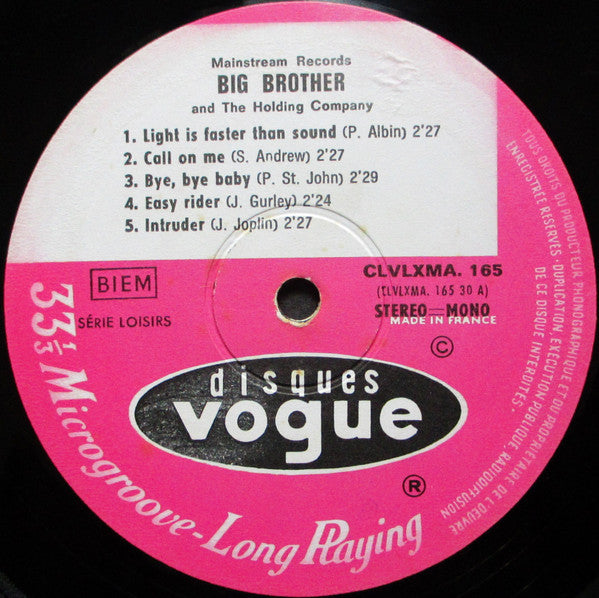 Mainstream Records
BIG BROTHER
and The Holding Company
1. Light is faster than sound (P. Albin) 2'27
2. Call on me (S. Andrew) 2'27
3. Bye, bye baby (P. St. John) 2'29
4. Easy rider (J. Gurley) 2'24
5. Intruder (J. Joplin) 2'27
BIEM
SÉRIE LOISIRS
CLVLXMA. 165
(CLVLXMA. 165 30 A)
STEREO=MONO
MADE IN FRANCE
©
disques
vogue
®
33 1/3 Microgroove-Long Playing
TOUS DROITS DU PRODUCTEUR PHONOGRAPHIQUE ET DU PROPRIÉTAIRE DE L'OEUVRE
ENREGISTRÉE RÉSERVÉS - DUPLICATION, EXÉCUTION PUBLIQUE, RADIODIFFUSION
DE CE DISQUE INTERDITES.